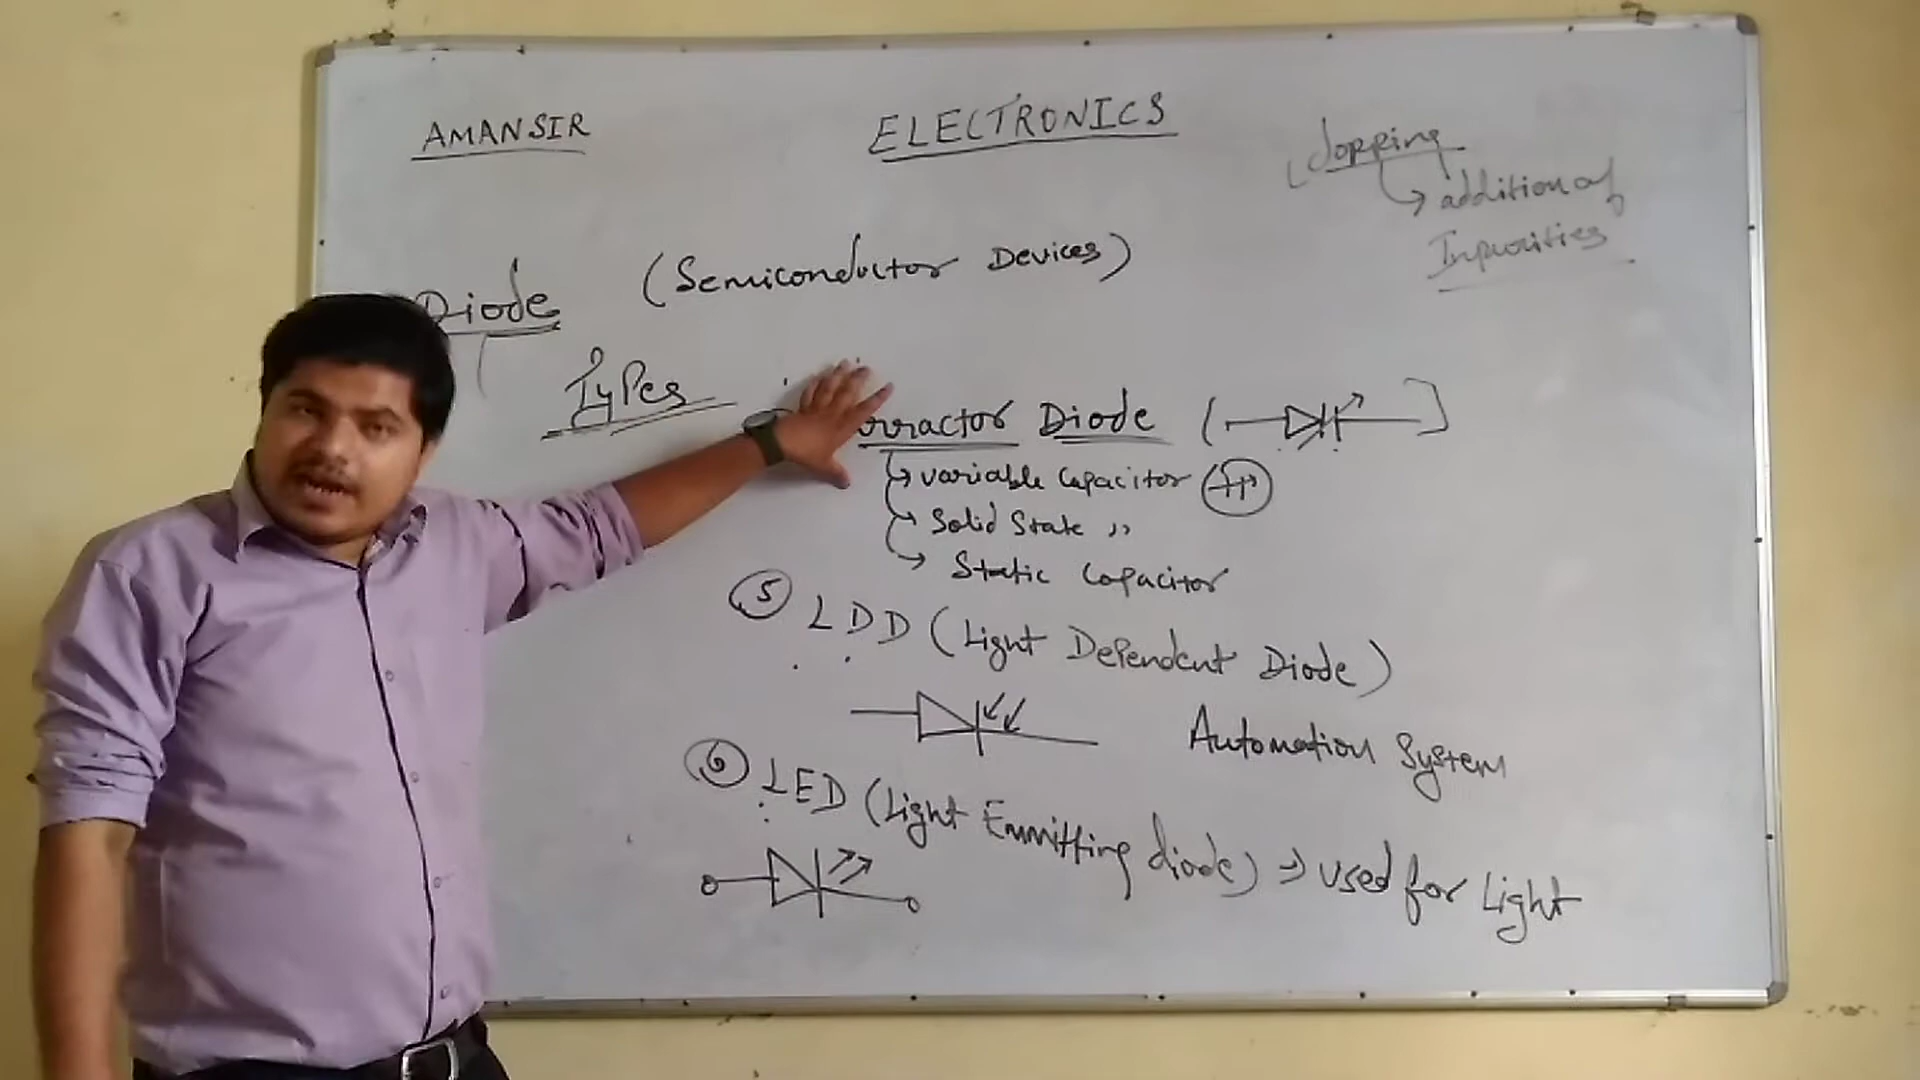 AMANSIR
ELECTRONICS
dopping
addition of
Inpurities
Diode (Semiconductor Devices)
Types
Diode
variable Capacitor
Solid State ,,
Static Capacitor
5 LDD (Light Dependent Diode)
Automation System
6 LED (Light Emmitting diode) → used for Light